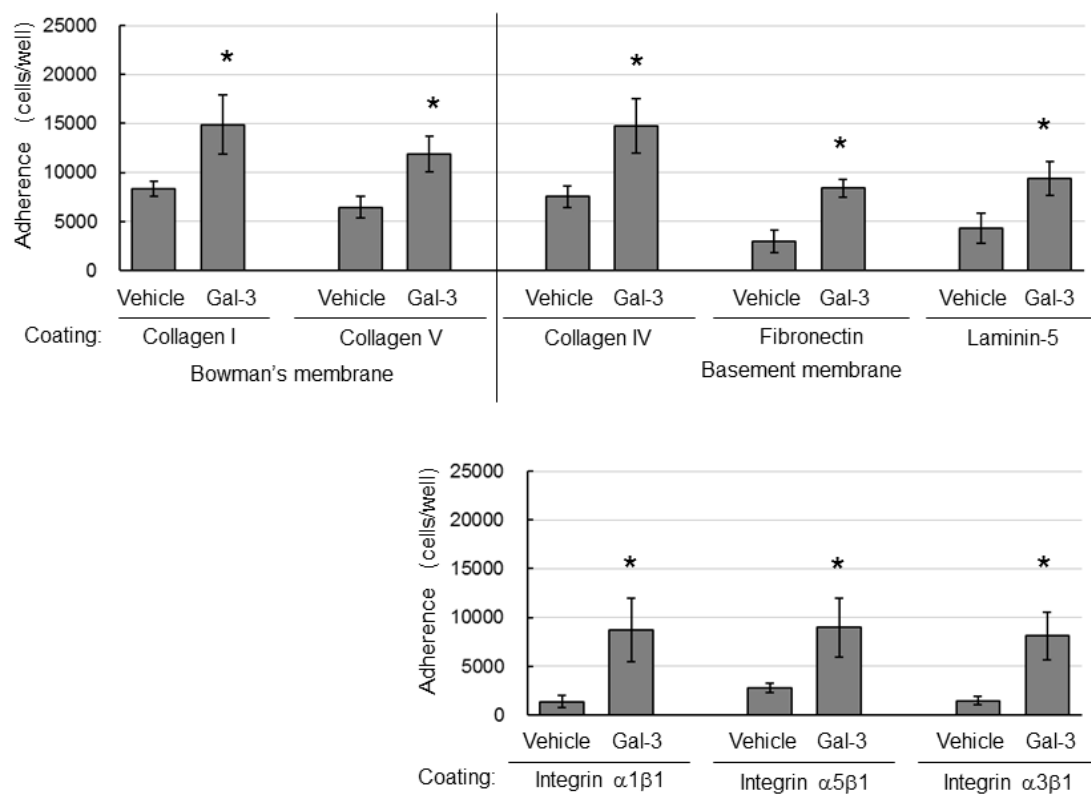 25000
20000
15000
10000
5000
0
Adherence (cells/well)
* * * * *
Vehicle Gal-3 Vehicle Gal-3 Vehicle Gal-3 Vehicle Gal-3 Vehicle Gal-3
Coating: Collagen I Collagen V Collagen IV Fibronectin Laminin-5
Bowman's membrane Basement membrane
25000
20000
15000
10000
5000
0
Adherence (cells/well)
* * *
Vehicle Gal-3 Vehicle Gal-3 Vehicle Gal-3
Coating: Integrin α1β1 Integrin α5β1 Integrin α3β1